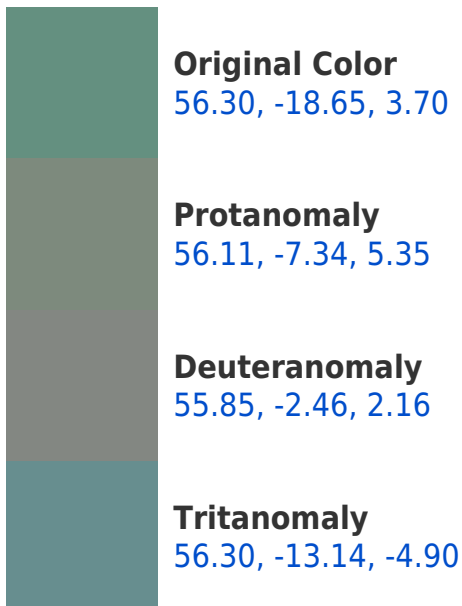 Original Color
56.30, -18.65, 3.70
Protanomaly
56.11, -7.34, 5.35
Deuteranomaly
55.85, -2.46, 2.16
Tritanomaly
56.30, -13.14, -4.90